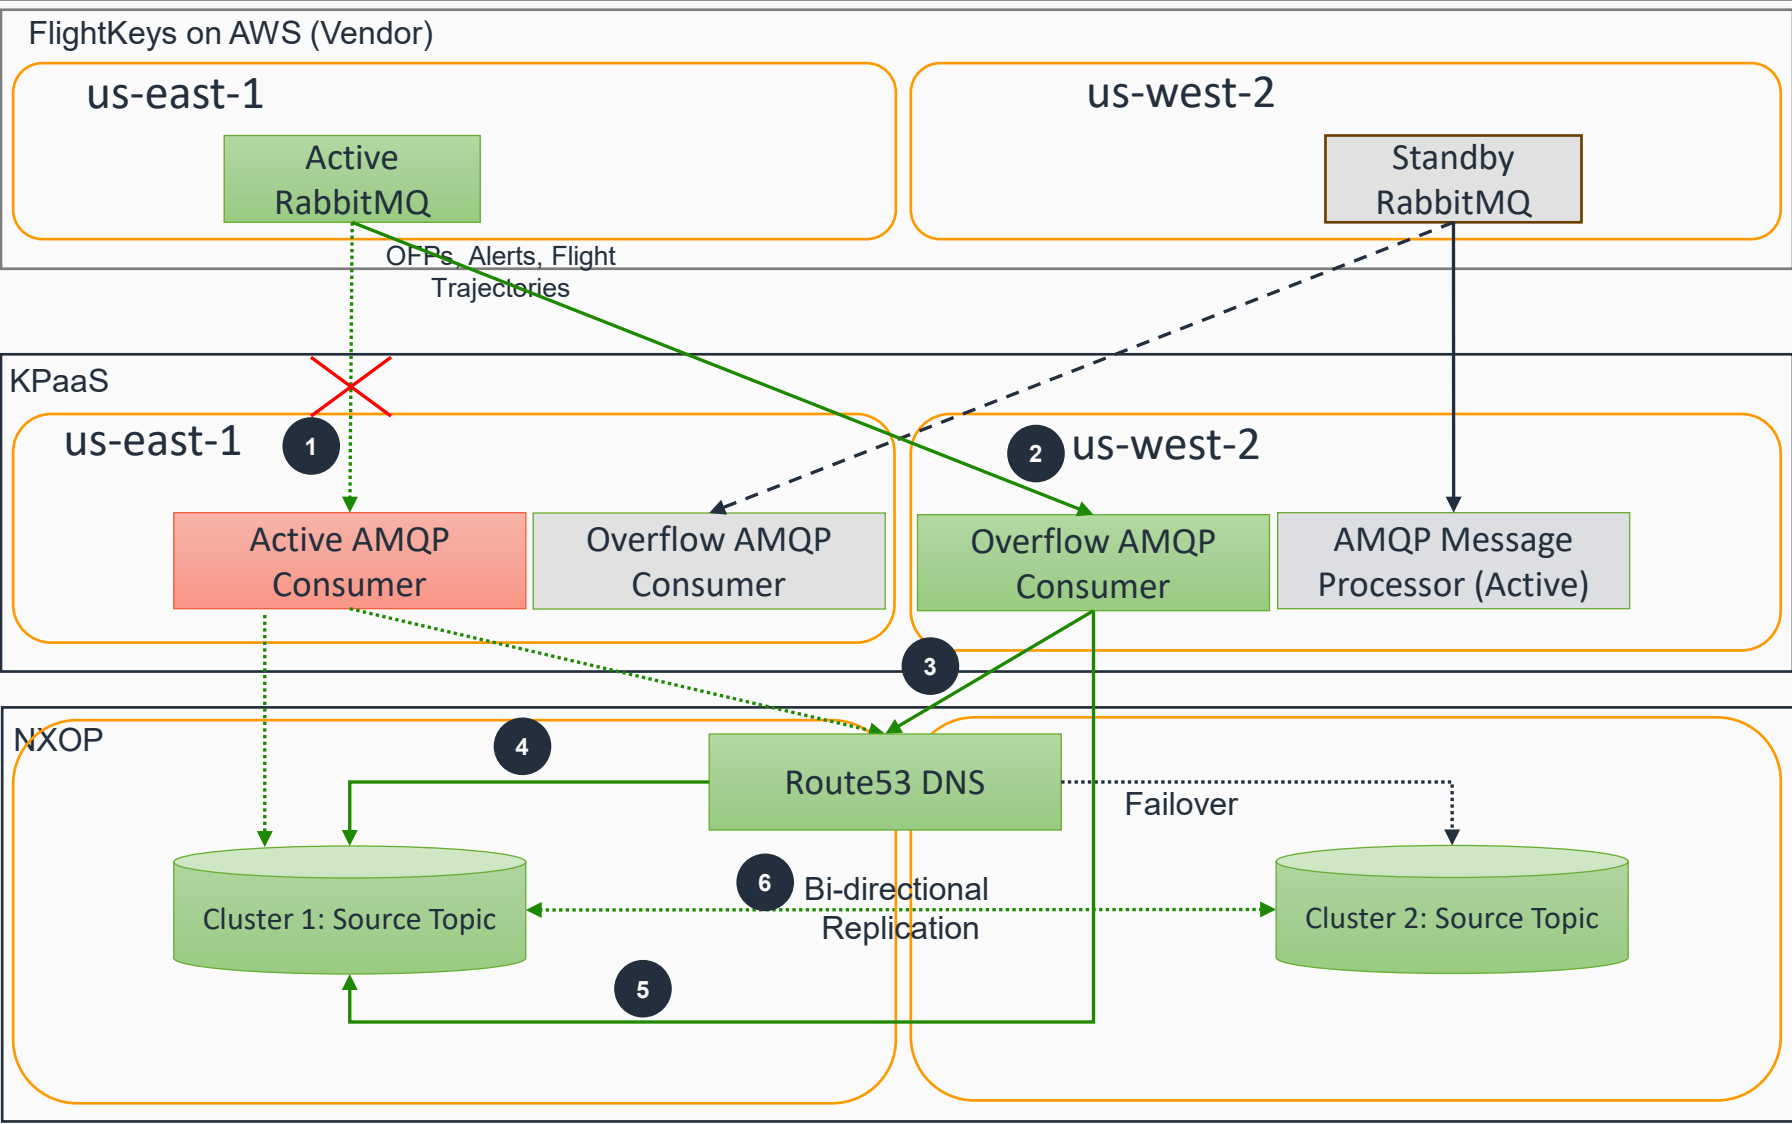 FlightKeys on AWS (Vendor)
us-east-1
us-west-2
Active
RabbitMQ
Standby
RabbitMQ
OFPs, Alerts, Flight
Trajectories
KPaaS
us-east-1
1
2
us-west-2
Active AMQP
Consumer
Overflow AMQP
Consumer
Overflow AMQP
Consumer
AMQP Message
Processor (Active)
3
NXOP
4
Route53 DNS
Failover
6
Bi-directional
Replication
Cluster 1: Source Topic
Cluster 2: Source Topic
5